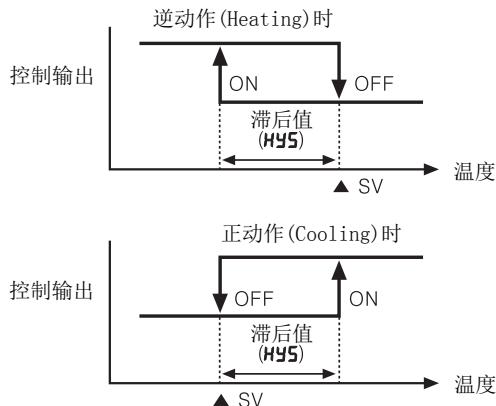 逆动作(Heating)时
控制输出
ON
OFF
滞后值
(HYS)
温度
▲ SV
正动作(Cooling)时
控制输出
OFF
ON
滞后值
(HYS)
温度
▲ SV